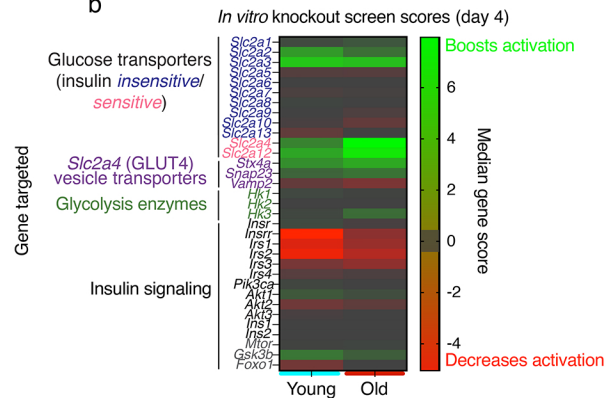 b
In vitro knockout screen scores (day 4)
Glucose transporters
(insulin insensitive/
sensitive)
Slc2a4 (GLUT4)
vesicle transporters
Glycolysis enzymes
Insulin signaling
Gene targeted
Slc2a1
Slc2a2
Slc2a3
Slc2a5
Slc2a6
Slc2a7
Slc2a8
Slc2a9
Slc2a10
Slc2a13
Slc2a4
Slc2a12
Stx4a
Snap23
Vamp2
Hk1
Hk2
Hk3
Insr
Insrr
Irs1
Irs2
Irs3
Irs4
Pik3ca
Akt1
Akt2
Akt3
Ins1
Ins2
Mtor
Gsk3b
Foxo1
Young Old
Boosts activation
6
4
2
0
-2
-4
Decreases activation
Median gene score